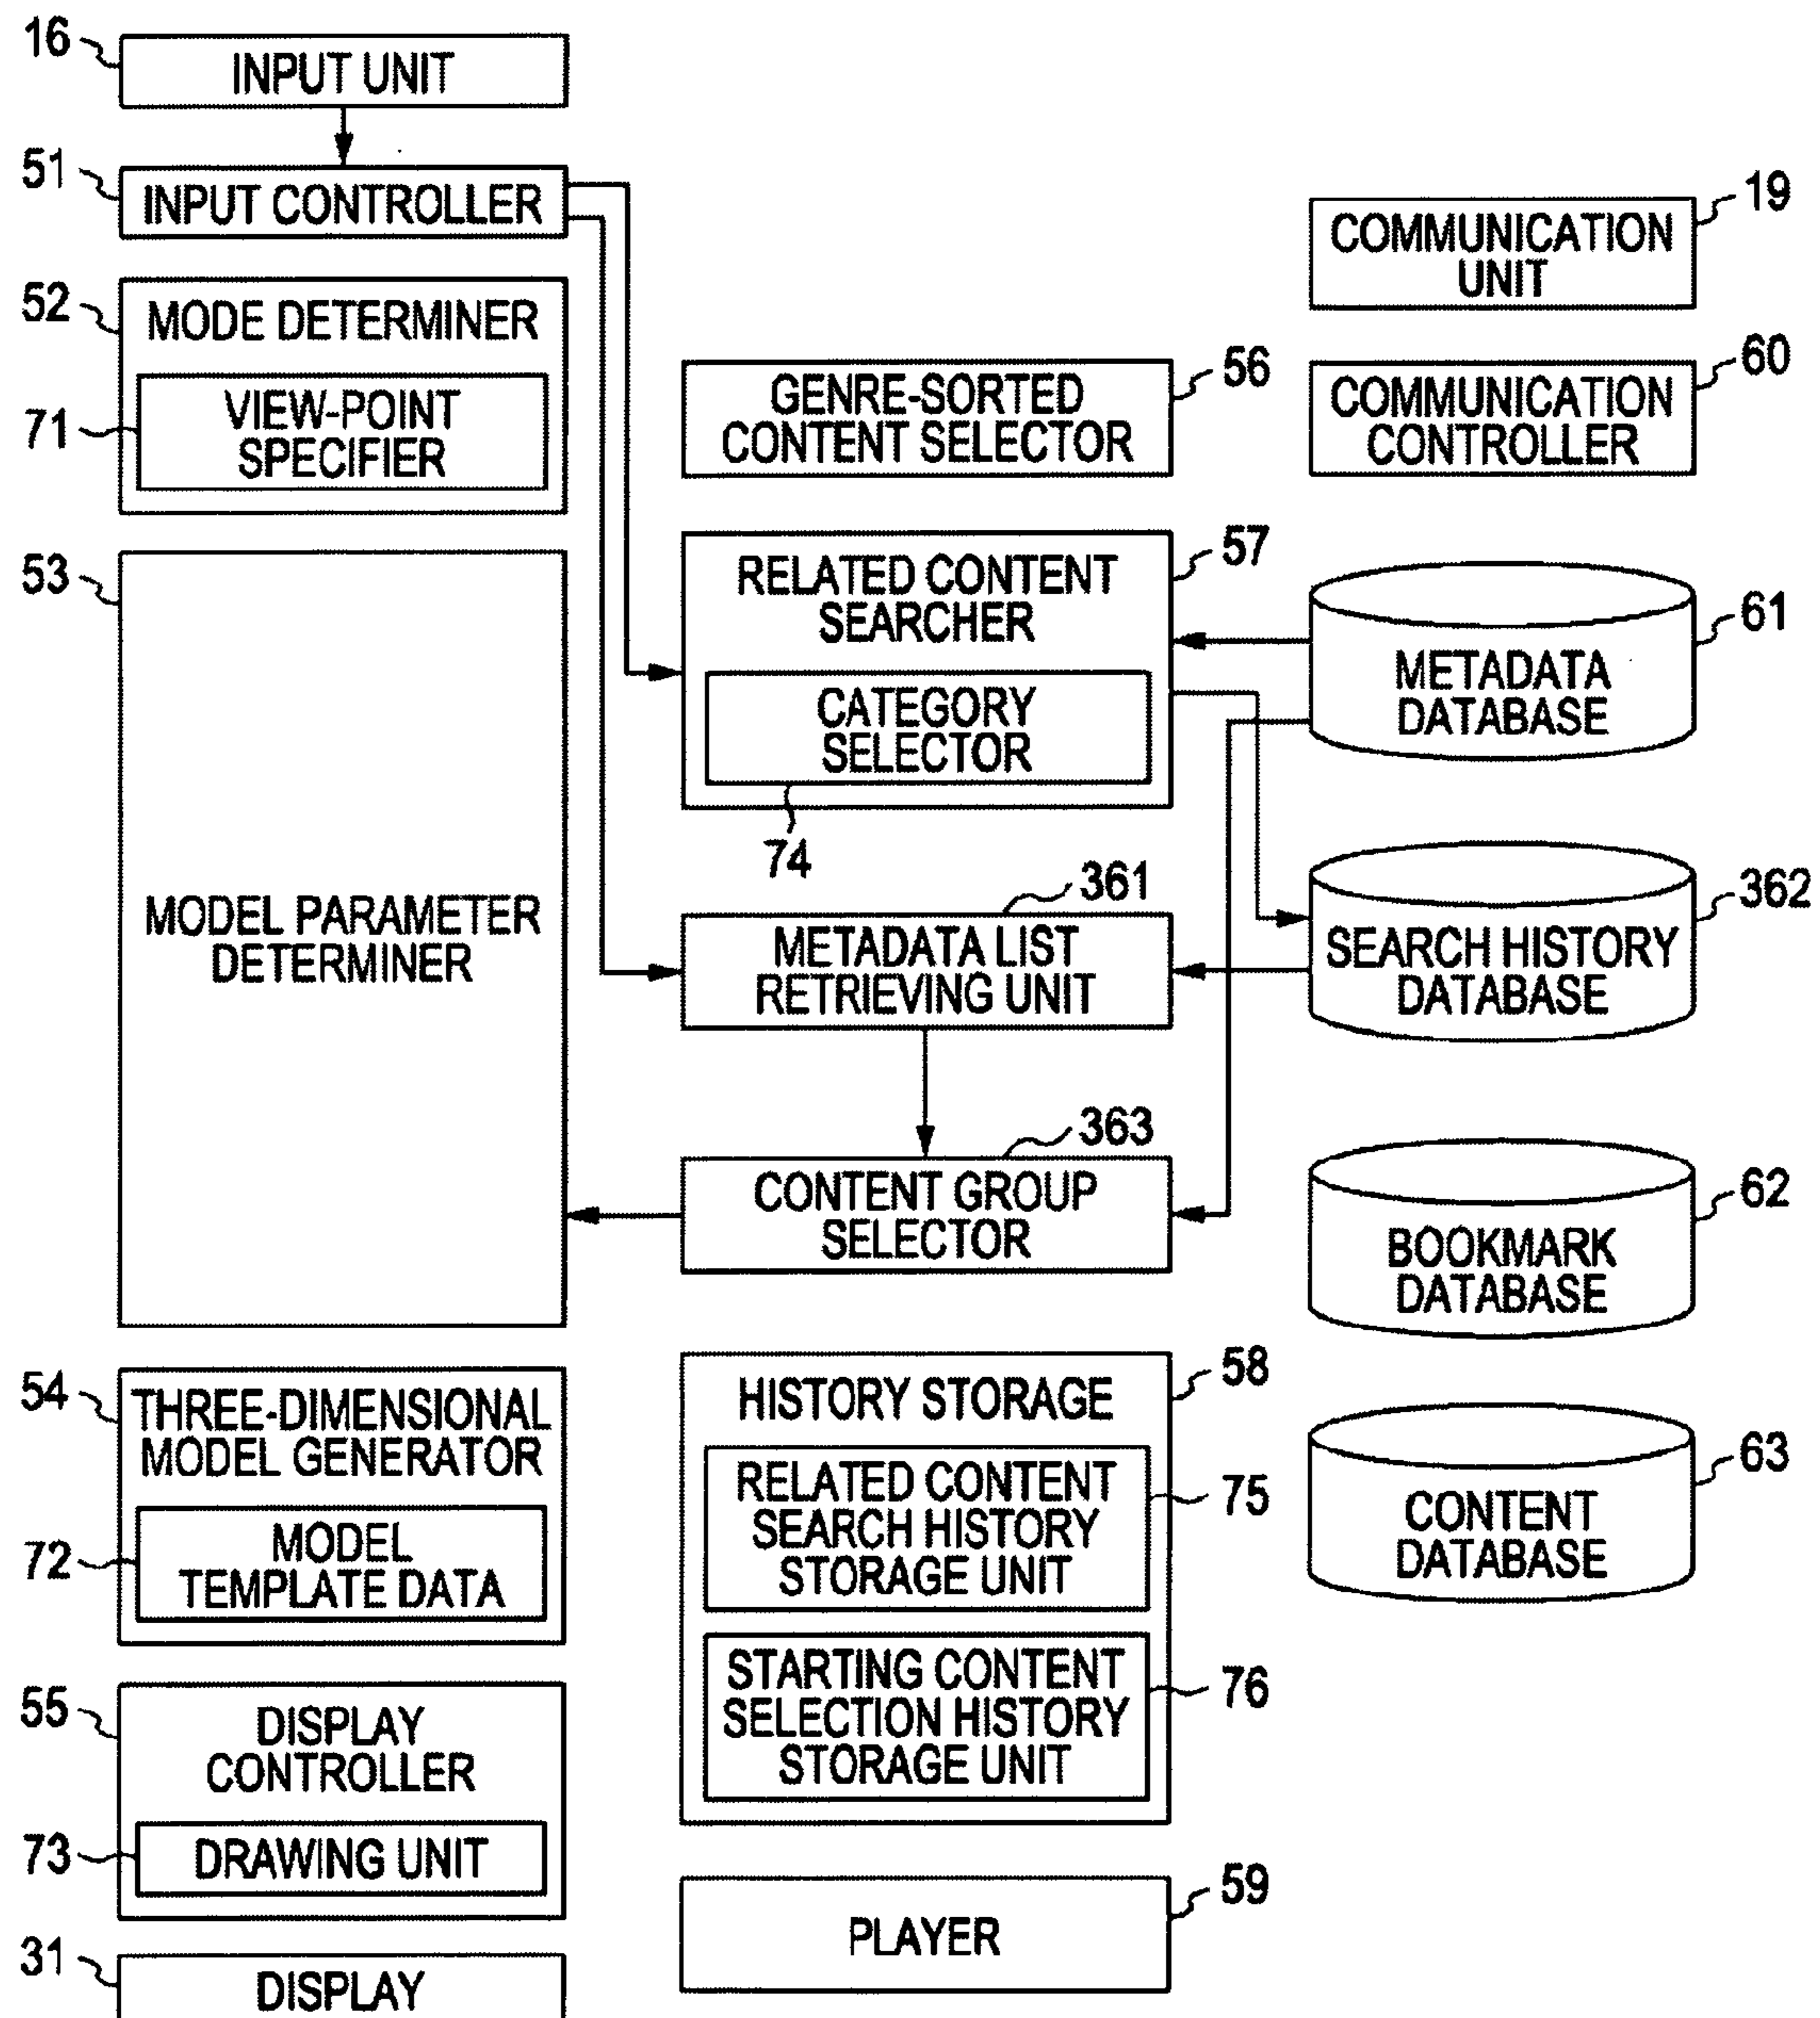 16
INPUT UNIT
51
INPUT CONTROLLER
52
MODE DETERMINER
71
VIEW-POINT
SPECIFIER
53
MODEL PARAMETER
DETERMINER
54
THREE-DIMENSIONAL
MODEL GENERATOR
72
MODEL
TEMPLATE DATA
55
DISPLAY
CONTROLLER
73
DRAWING UNIT
31
DISPLAY
56
GENRE-SORTED
CONTENT SELECTOR
57
RELATED CONTENT
SEARCHER
CATEGORY
SELECTOR
74
361
METADATA LIST
RETRIEVING UNIT
363
CONTENT GROUP
SELECTOR
58
HISTORY STORAGE
RELATED CONTENT
SEARCH HISTORY
STORAGE UNIT
75
STARTING CONTENT
SELECTION HISTORY
STORAGE UNIT
76
59
PLAYER
19
COMMUNICATION
UNIT
60
COMMUNICATION
CONTROLLER
61
METADATA
DATABASE
362
SEARCH HISTORY
DATABASE
62
BOOKMARK
DATABASE
63
CONTENT
DATABASE